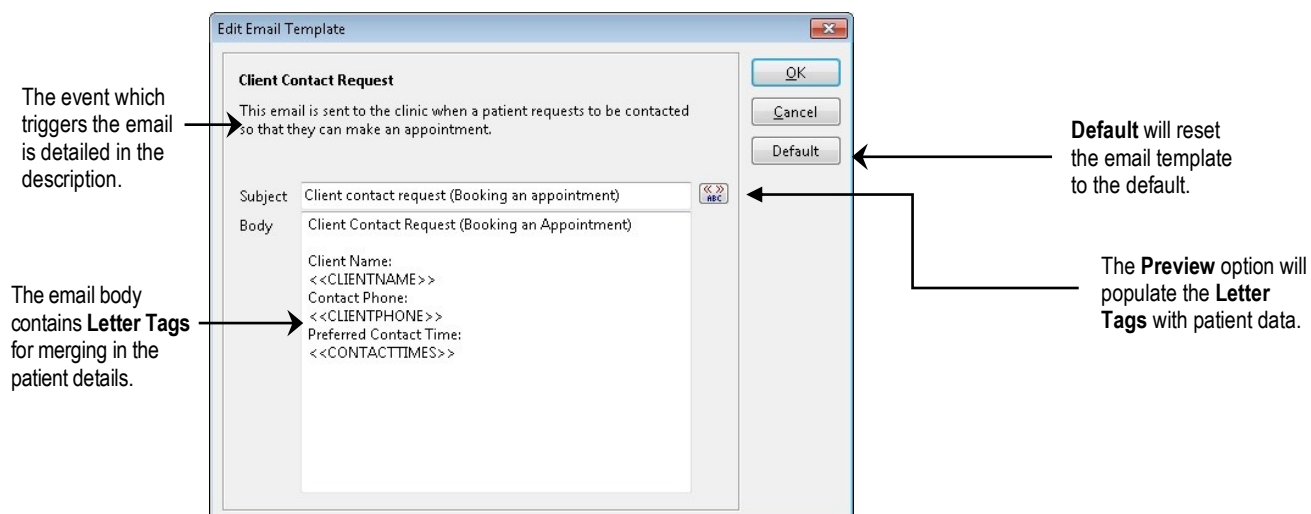 Edit Email Template
Client Contact Request
This email is sent to the clinic when a patient requests to be contacted
so that they can make an appointment.
OK
Cancel
Default
Subject
Client contact request (Booking an appointment)
« »
ABC
Body
Client Contact Request (Booking an Appointment)
Client Name:
<<CLIENTNAME>>
Contact Phone:
<<CLIENTPHONE>>
Preferred Contact Time:
<<CONTACTTIMES>>
The event which
triggers the email
is detailed in the
description.
The email body
contains Letter Tags
for merging in the
patient details.
Default will reset
the email template
to the default.
The Preview option will
populate the Letter
Tags with patient data.